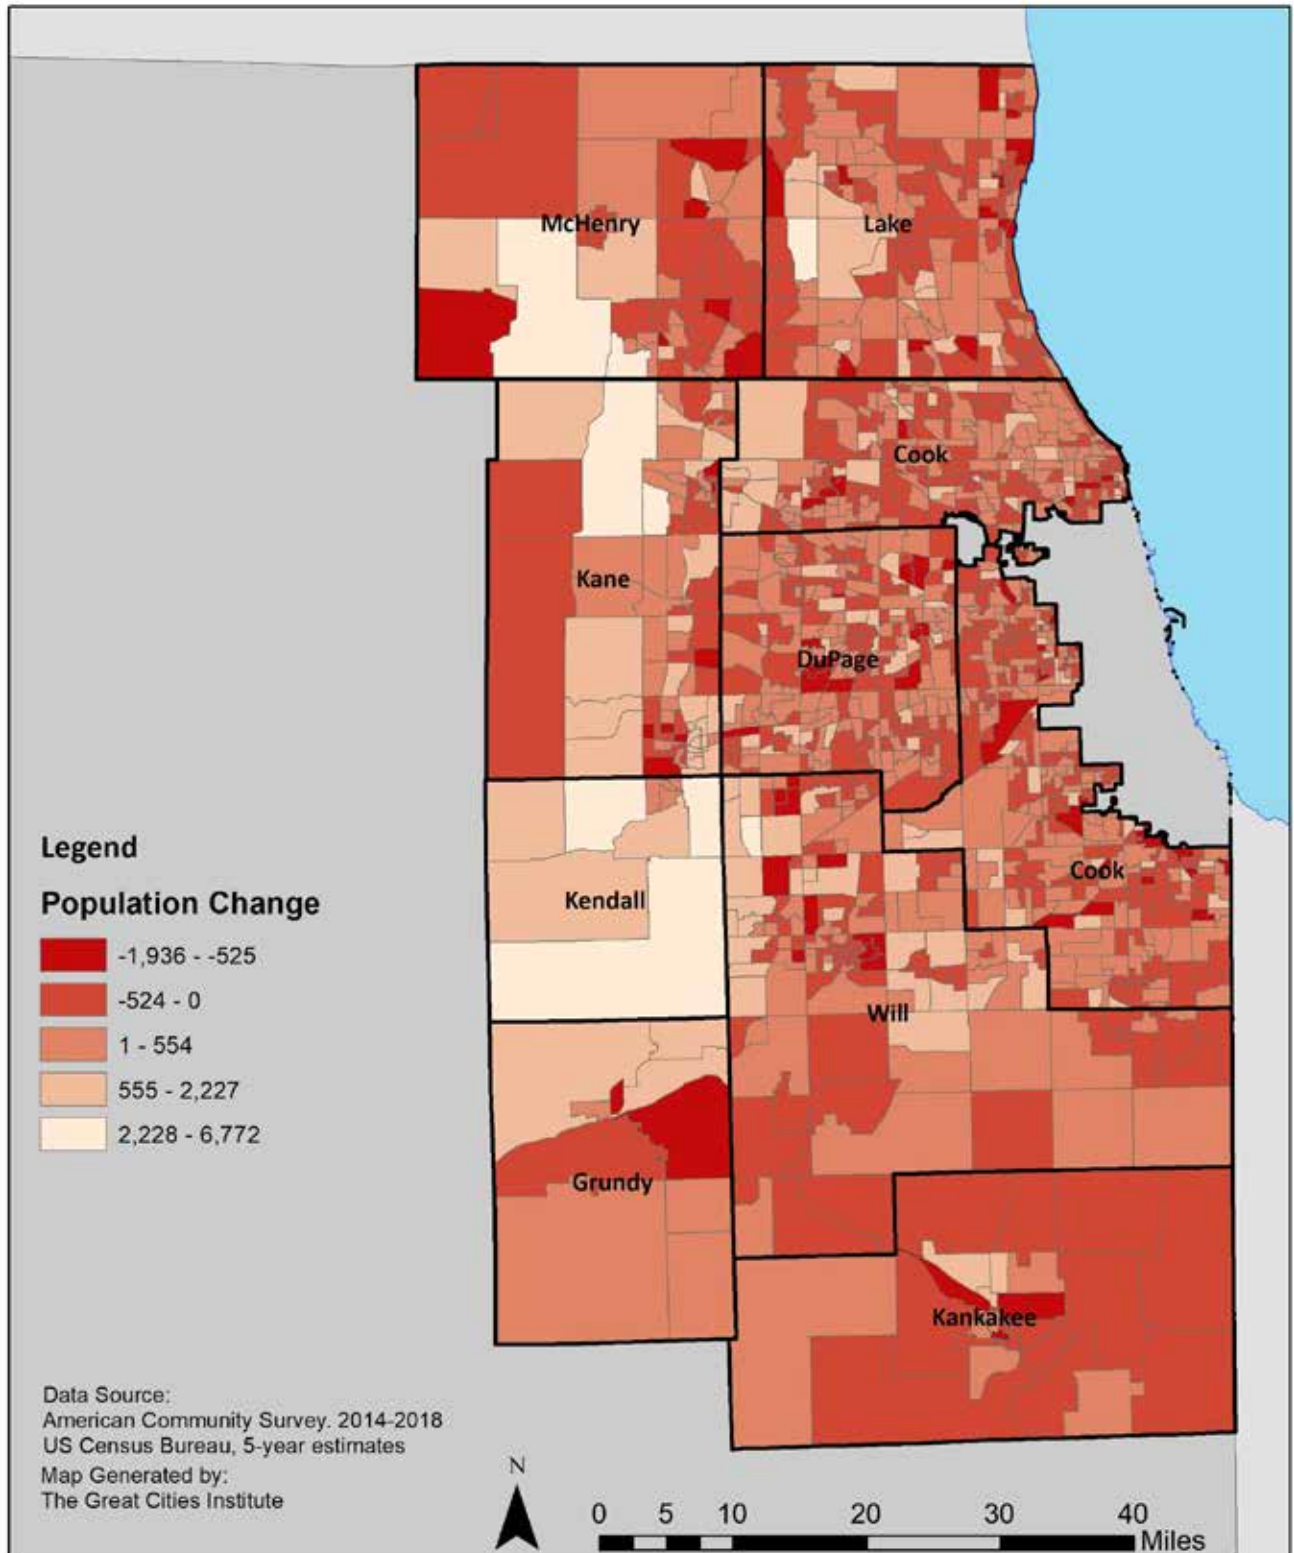 McHenry
Lake
Cook
Kane
DuPage
Cook
Kendall
Will
Grundy
Kankakee
Legend
Population Change
-1,936 - -525
-524 - 0
1 - 554
555 - 2,227
2,228 - 6,772
Data Source:
American Community Survey. 2014-2018
US Census Bureau, 5-year estimates
Map Generated by:
The Great Cities Institute
N
0 5 10 20 30 40
Miles